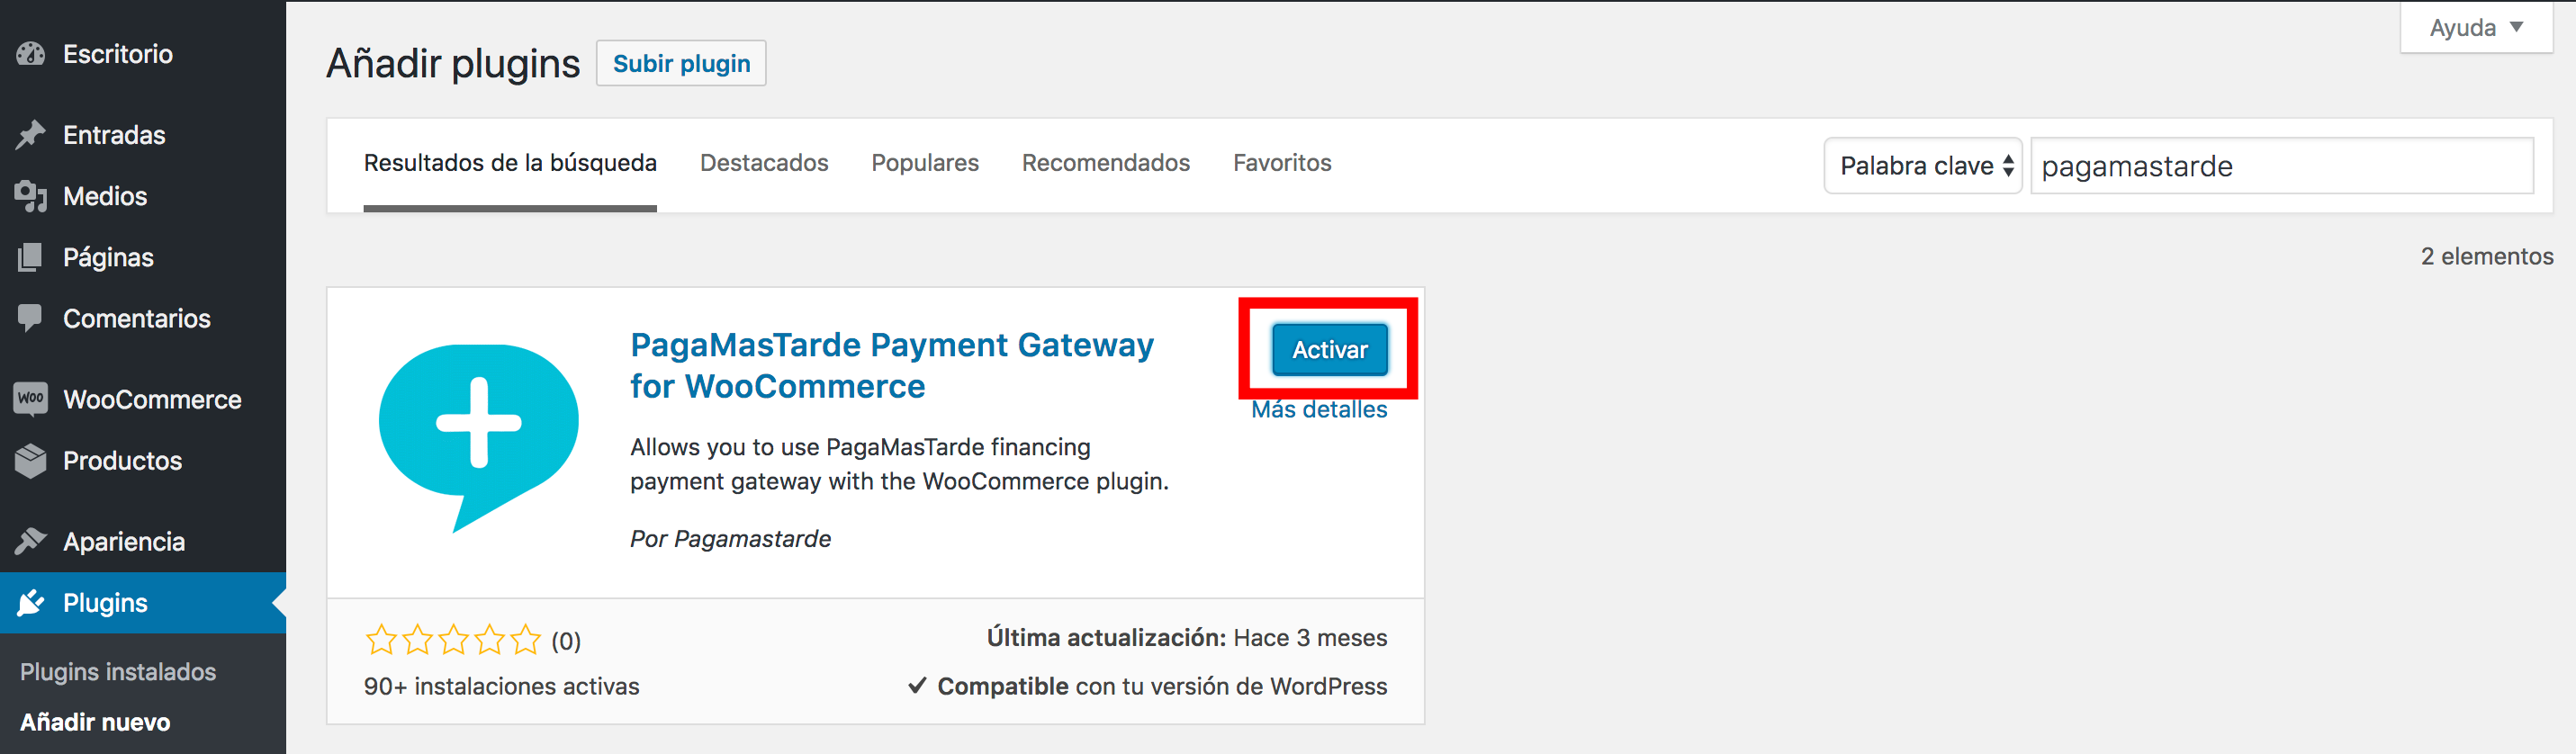 Escritorio
Entradas
Medios
Páginas
Comentarios
WOO WooCommerce
Productos
Apariencia
Plugins
Plugins instalados
Añadir nuevo
Ayuda
Añadir plugins Subir plugin
Resultados de la búsqueda Destacados Populares Recomendados Favoritos Palabra clave pagamastarde
2 elementos
PagaMasTarde Payment Gateway
for WooCommerce
Activar
Más detalles
Allows you to use PagaMasTarde financing
payment gateway with the WooCommerce plugin.
Por Pagamastarde
(0)
90+ instalaciones activas
Última actualización: Hace 3 meses
✓ Compatible con tu versión de WordPress